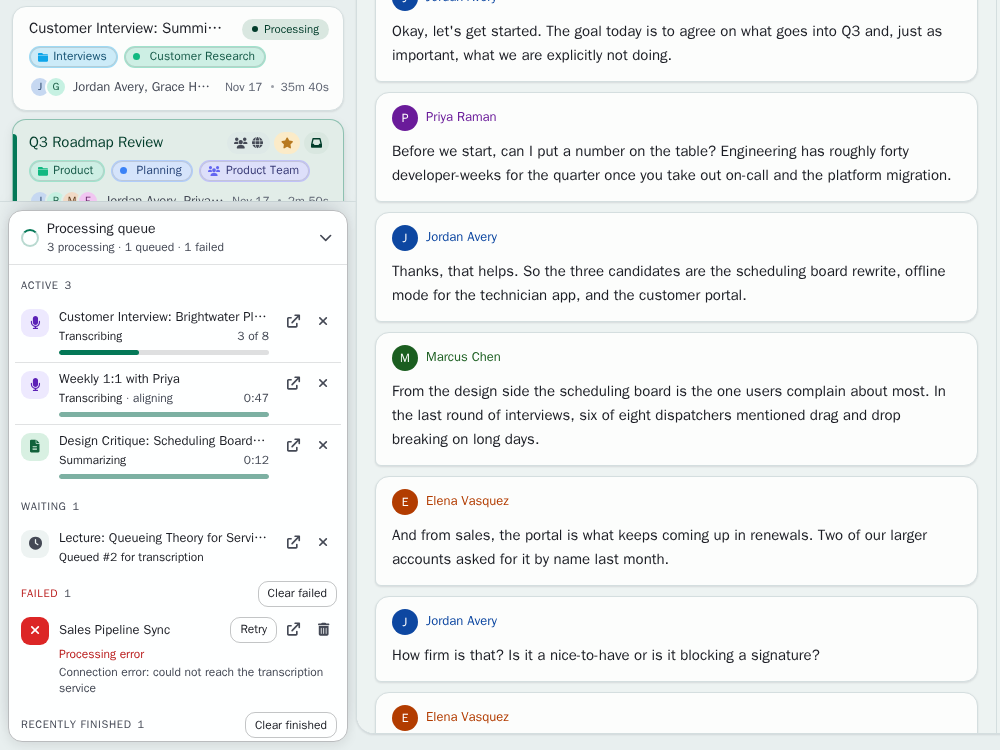 Customer Interview: Summi···
Processing
Interviews
Customer Research
J G Jordan Avery, Grace H··· Nov 17 • 35m 40s
Q3 Roadmap Review
Product
Planning
Product Team
Jordan Avery, Priya··· Nov 17 • 2m 50s
Processing queue
3 processing · 1 queued · 1 failed
ACTIVE 3
Customer Interview: Brightwater Pl···
Transcribing 3 of 8
Weekly 1:1 with Priya
Transcribing · aligning 0:47
Design Critique: Scheduling Board···
Summarizing 0:12
WAITING 1
Lecture: Queueing Theory for Servi···
Queued #2 for transcription
FAILED 1 Clear failed
Sales Pipeline Sync Retry
Processing error
Connection error: could not reach the transcription
service
RECENTLY FINISHED 1 Clear finished
Jordan Avery
Okay, let's get started. The goal today is to agree on what goes into Q3 and, just as
important, what we are explicitly not doing.
P Priya Raman
Before we start, can I put a number on the table? Engineering has roughly forty
developer-weeks for the quarter once you take out on-call and the platform migration.
J Jordan Avery
Thanks, that helps. So the three candidates are the scheduling board rewrite, offline
mode for the technician app, and the customer portal.
M Marcus Chen
From the design side the scheduling board is the one users complain about most. In
the last round of interviews, six of eight dispatchers mentioned drag and drop
breaking on long days.
E Elena Vasquez
And from sales, the portal is what keeps coming up in renewals. Two of our larger
accounts asked for it by name last month.
J Jordan Avery
How firm is that? Is it a nice-to-have or is it blocking a signature?
E Elena Vasquez